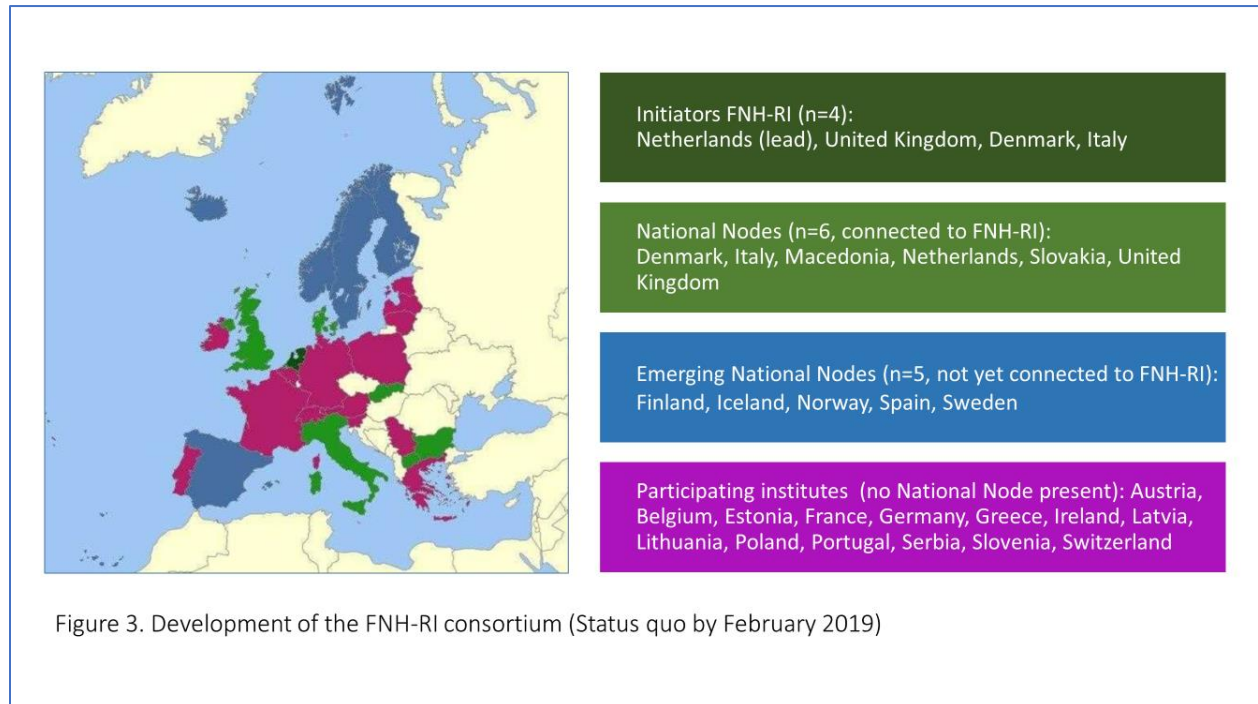 Initiators FNH-RI (n=4):
Netherlands (lead), United Kingdom, Denmark, Italy
National Nodes (n=6, connected to FNH-RI):
Denmark, Italy, Macedonia, Netherlands, Slovakia, United
Kingdom
Emerging National Nodes (n=5, not yet connected to FNH-RI):
Finland, Iceland, Norway, Spain, Sweden
Participating institutes  (no National Node present): Austria,
Belgium, Estonia, France, Germany, Greece, Ireland, Latvia,
Lithuania, Poland, Portugal, Serbia, Slovenia, Switzerland
Figure 3. Development of the FNH-RI consortium (Status quo by February 2019)